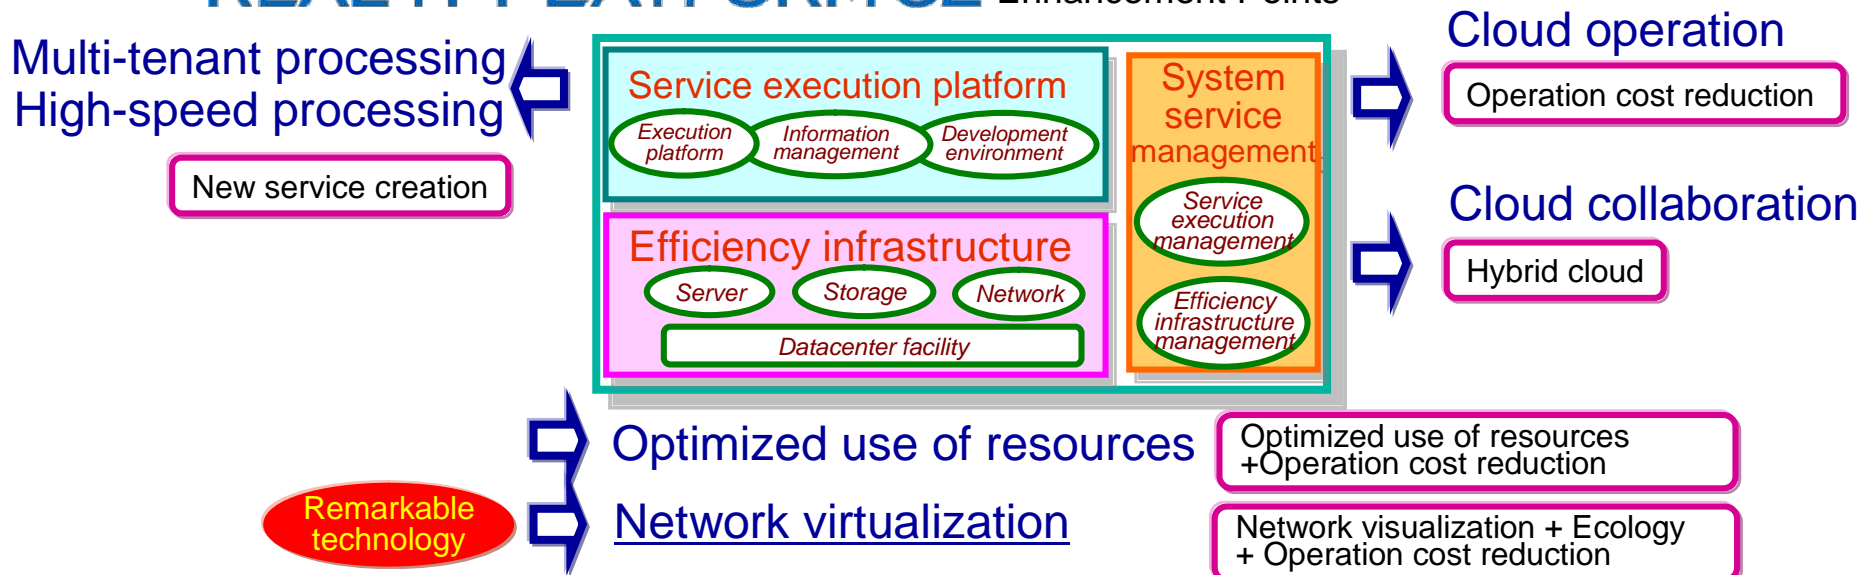 Enhancement Points
Multi-tenant processing
High-speed processing
New service creation
Service execution platform
Execution
platform
Information
management
Development
environment
Efficiency infrastructure
Server
Storage
Network
Datacenter facility
System
service
management
Service
execution
management
Efficiency
infrastructure
management
Cloud operation
Operation cost reduction
Cloud collaboration
Hybrid cloud
Optimized use of resources
Optimized use of resources
+Operation cost reduction
Remarkable
technology
Network virtualization
Network visualization + Ecology
+ Operation cost reduction